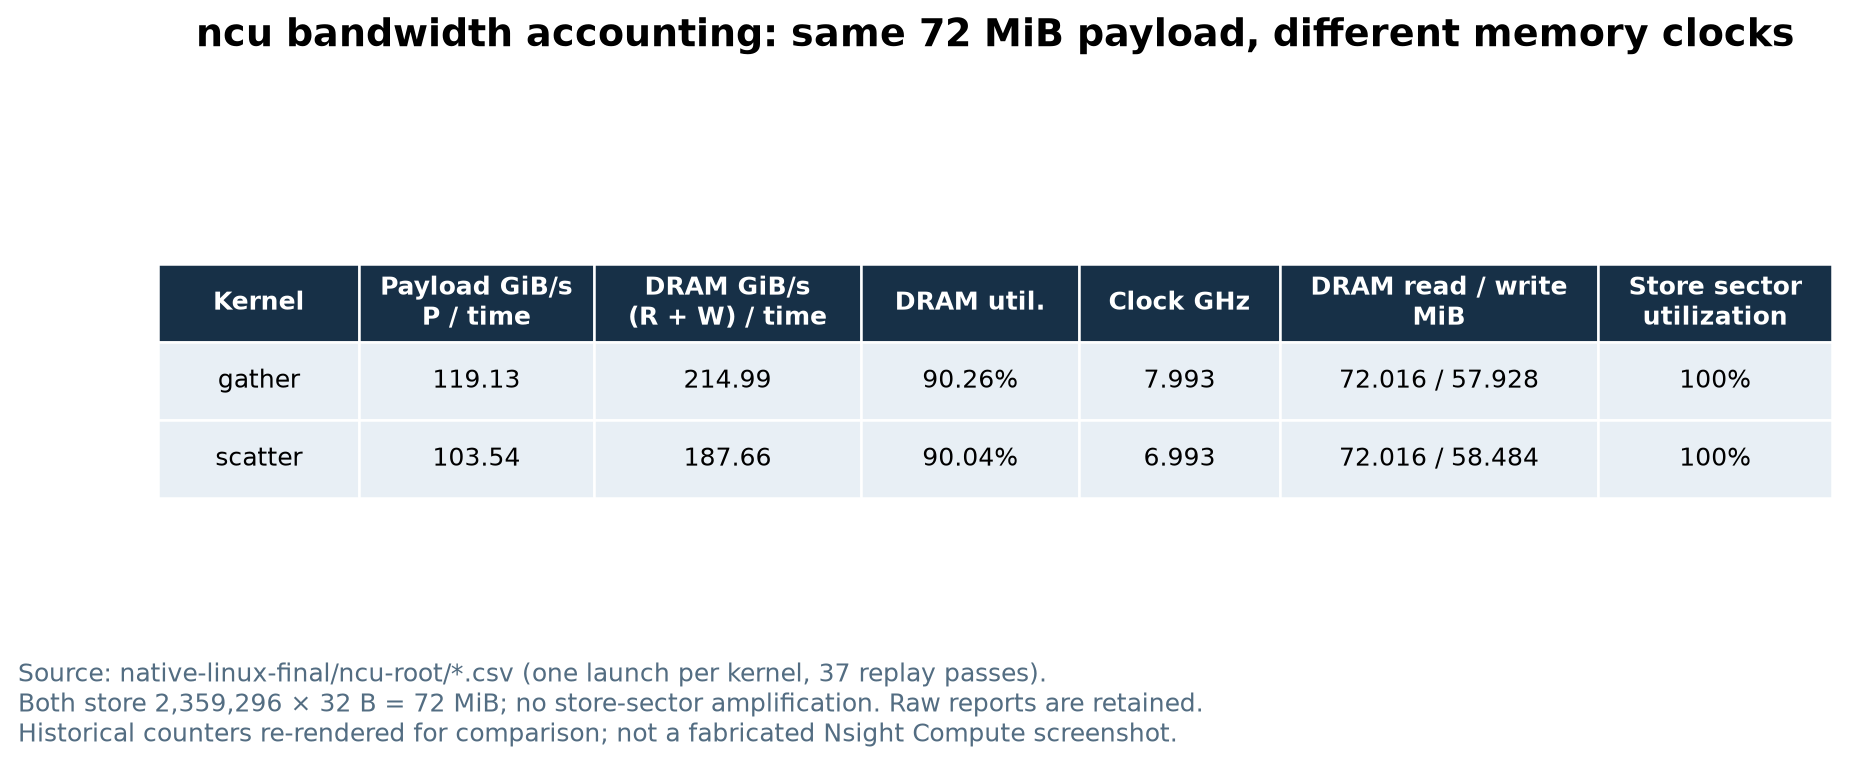 ncu bandwidth accounting: same 72 MiB payload, different memory clocks
Kernel
Payload GiB/s
P / time
DRAM GiB/s
(R + W) / time
DRAM util.
Clock GHz
DRAM read / write
MiB
Store sector
utilization
gather 119.13 214.99 90.26% 7.993 72.016 / 57.928 100%
scatter 103.54 187.66 90.04% 6.993 72.016 / 58.484 100%
Source: native-linux-final/ncu-root/*.csv (one launch per kernel, 37 replay passes).
Both store 2,359,296 × 32 B = 72 MiB; no store-sector amplification. Raw reports are retained.
Historical counters re-rendered for comparison; not a fabricated Nsight Compute screenshot.